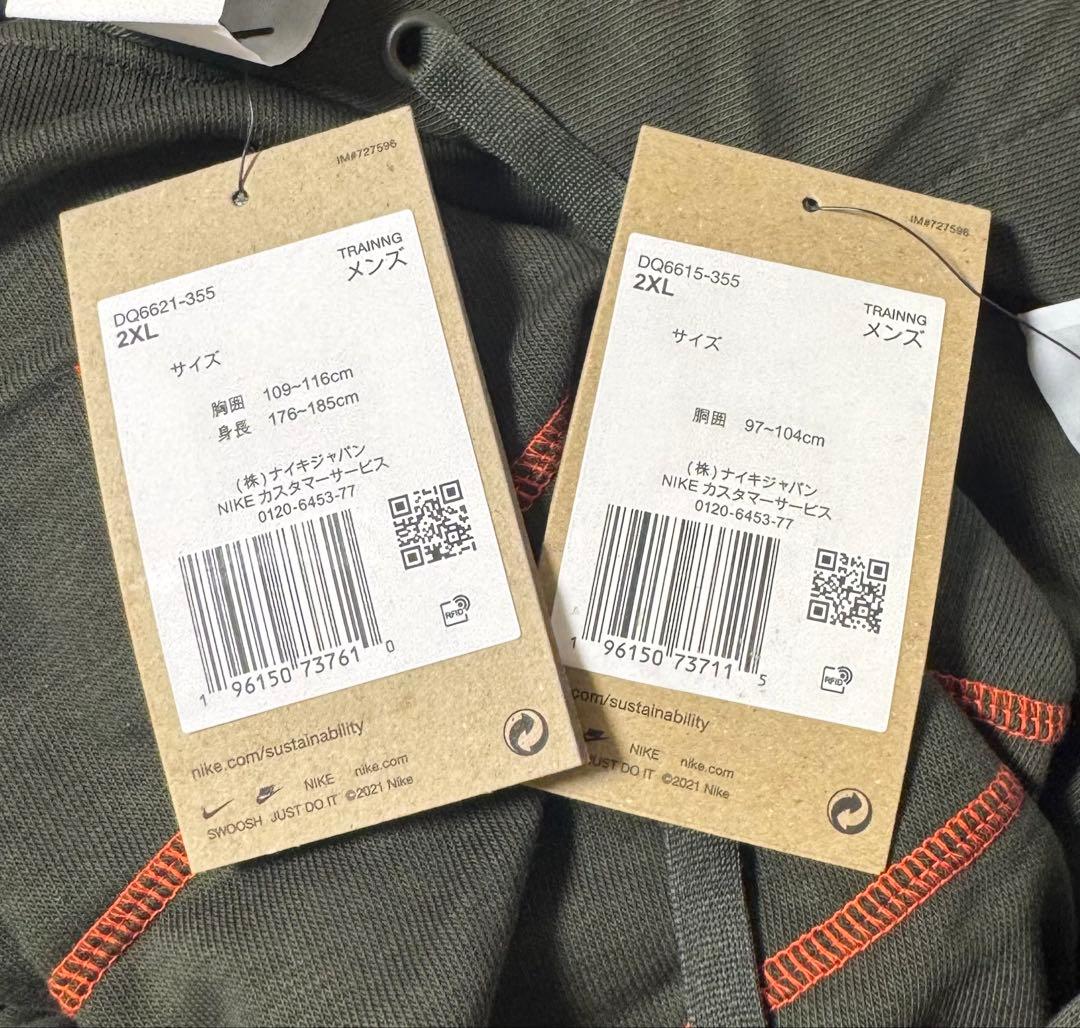 IM#727596
TRAINNG
メンズ
DQ6621-355
2XL
サイズ
胸囲 109~116cm
身長 176~185cm
(株)ナイキジャパン
NIKE カスタマーサービス
0120-6453-77
RFID
1 96150 73761 0
nike.com/sustainability
NIKE nike.com
SWOOSH JUST DO IT ©2021 Nike
IM#727596
DQ6615-355
2XL
TRAINNG
メンズ
サイズ
胴囲 97~104cm
(株)ナイキジャパン
NIKE カスタマーサービス
0120-6453-77
RFID
1 96150 73711 5
.com/sustainability
NIKE nike.com
JUST DO IT ©2021 Nike